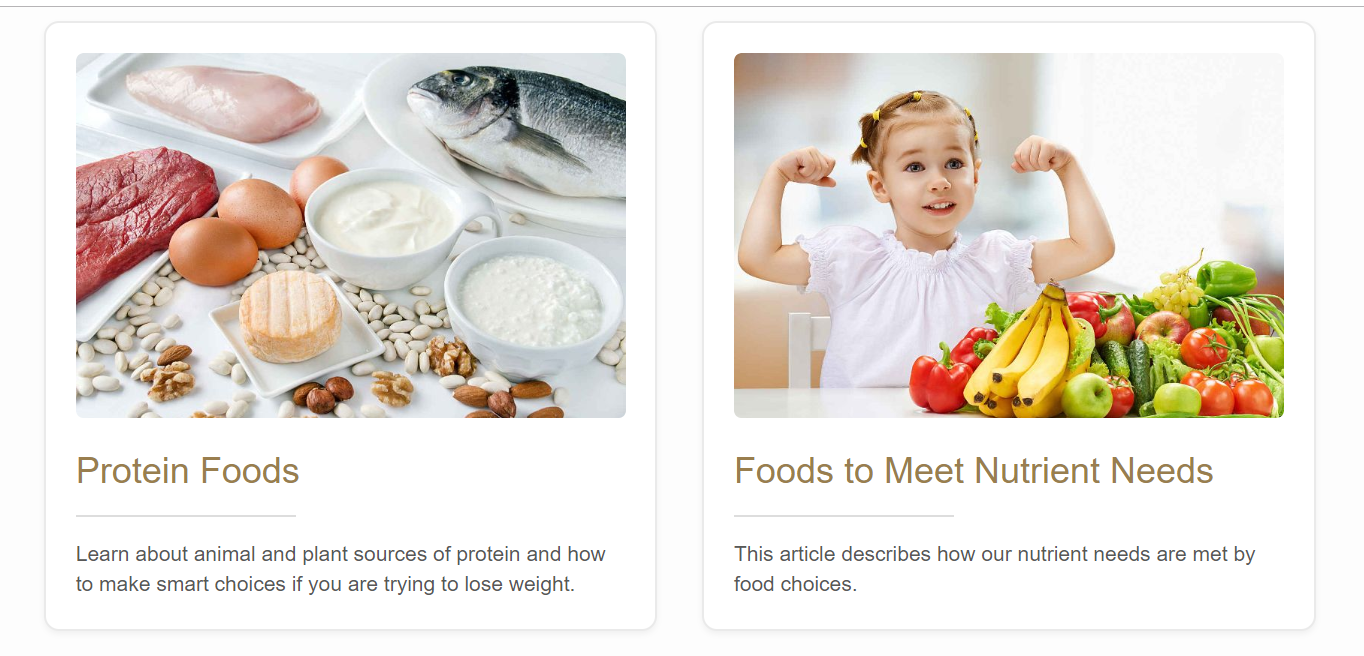 Protein Foods
Learn about animal and plant sources of protein and how
to make smart choices if you are trying to lose weight.
Foods to Meet Nutrient Needs
This article describes how our nutrient needs are met by
food choices.